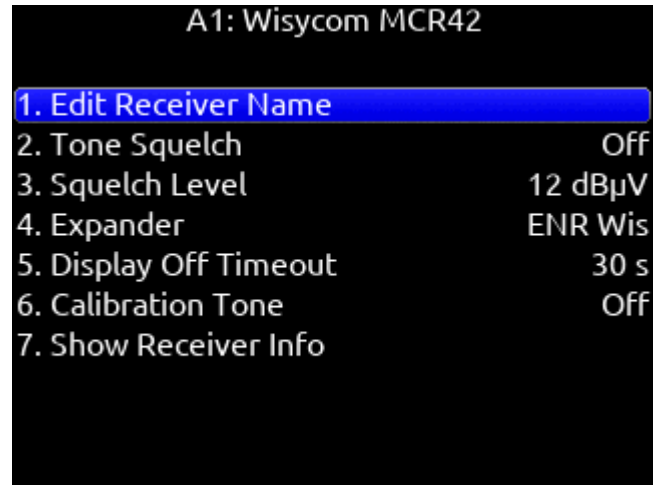 A1: Wisycom MCR42
1. Edit Receiver Name
2. Tone Squelch Off
3. Squelch Level 12 dBµV
4. Expander ENR Wis
5. Display Off Timeout 30 s
6. Calibration Tone Off
7. Show Receiver Info